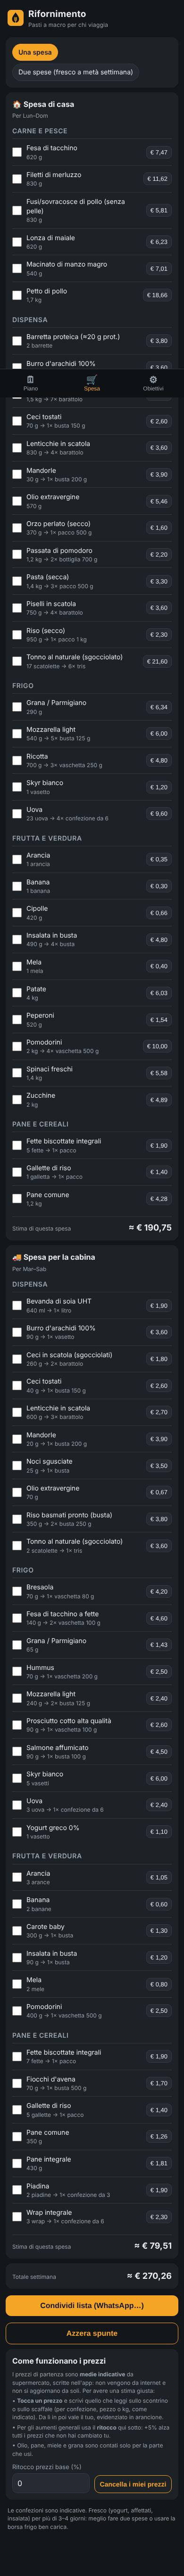 Rifornimento
Pasti a macro per chi viaggia
Una spesa
Due spese (fresco a metà settimana)
🏠 Spesa di casa
Per Lun–Dom
CARNE E PESCE
Fesa di tacchino
620 g
€ 7,47
Filetti di merluzzo
830 g
€ 11,62
Fusi/sovracosce di pollo (senza
pelle)
830 g
€ 5,81
Lonza di maiale
620 g
€ 6,23
Macinato di manzo magro
540 g
€ 7,01
Petto di pollo
1,7 kg
€ 18,66
DISPENSA
Barretta proteica (≈20 g prot.)
2 barrette
€ 3,80
Burro d'arachidi 100%
€ 3,60
Piano
Spesa
Obiettivi
1,5 kg → 7× barattolo
Ceci tostati
70 g → 1× busta 150 g
€ 2,60
Lenticchie in scatola
830 g → 4× barattolo
€ 3,60
Mandorle
30 g → 1× busta 200 g
€ 3,90
Olio extravergine
570 g
€ 5,46
Orzo perlato (secco)
370 g → 1× pacco 500 g
€ 1,60
Passata di pomodoro
1,2 kg → 2× bottiglia 700 g
€ 2,20
Pasta (secca)
1,4 kg → 3× pacco 500 g
€ 3,30
Piselli in scatola
750 g → 4× barattolo
€ 3,60
Riso (secco)
950 g → 1× pacco 1 kg
€ 2,30
Tonno al naturale (sgocciolato)
17 scatolette → 6× tris
€ 21,60
FRIGO
Grana / Parmigiano
290 g
€ 6,34
Mozzarella light
540 g → 5× busta 125 g
€ 6,00
Ricotta
700 g → 3× vaschetta 250 g
€ 4,80
Skyr bianco
1 vasetto
€ 1,20
Uova
23 uova → 4× confezione da 6
€ 9,60
FRUTTA E VERDURA
Arancia
1 arancia
€ 0,35
Banana
1 banana
€ 0,30
Cipolle
420 g
€ 0,66
Insalata in busta
490 g → 4× busta
€ 4,80
Mela
1 mela
€ 0,40
Patate
4 kg
€ 6,03
Peperoni
520 g
€ 1,54
Pomodorini
2 kg → 4× vaschetta 500 g
€ 10,00
Spinaci freschi
1,4 kg
€ 5,58
Zucchine
2 kg
€ 4,89
PANE E CEREALI
Fette biscottate integrali
5 fette → 1× pacco
€ 1,90
Gallette di riso
1 galletta → 1× pacco
€ 1,40
Pane comune
1,2 kg
€ 4,28
Stima di questa spesa
≈ € 190,75
🚚 Spesa per la cabina
Per Mar–Sab
DISPENSA
Bevanda di soia UHT
640 ml → 1× litro
€ 1,90
Burro d'arachidi 100%
90 g → 1× vasetto
€ 3,60
Ceci in scatola (sgocciolati)
260 g → 2× barattolo
€ 1,80
Ceci tostati
40 g → 1× busta 150 g
€ 2,60
Lenticchie in scatola
600 g → 3× barattolo
€ 2,70
Mandorle
20 g → 1× busta 200 g
€ 3,90
Noci sgusciate
25 g → 1× busta
€ 3,50
Olio extravergine
70 g
€ 0,67
Riso basmati pronto (busta)
350 g → 2× busta 250 g
€ 3,80
Tonno al naturale (sgocciolato)
2 scatolette → 1× tris
€ 3,60
FRIGO
Bresaola
70 g → 1× vaschetta 80 g
€ 4,20
Fesa di tacchino a fette
140 g → 2× vaschetta 100 g
€ 4,60
Grana / Parmigiano
65 g
€ 1,43
Hummus
70 g → 1× vaschetta 200 g
€ 2,50
Mozzarella light
240 g → 2× busta 125 g
€ 2,40
Prosciutto cotto alta qualità
90 g → 1× vaschetta 100 g
€ 2,60
Salmone affumicato
90 g → 1× busta 100 g
€ 4,50
Skyr bianco
5 vasetti
€ 6,00
Uova
3 uova → 1× confezione da 6
€ 2,40
Yogurt greco 0%
1 vasetto
€ 1,10
FRUTTA E VERDURA
Arancia
3 arance
€ 1,05
Banana
2 banane
€ 0,60
Carote baby
300 g → 1× busta
€ 1,30
Insalata in busta
90 g → 1× busta
€ 1,20
Mela
2 mele
€ 0,80
Pomodorini
400 g → 1× vaschetta 500 g
€ 2,50
PANE E CEREALI
Fette biscottate integrali
7 fette → 1× pacco
€ 1,90
Fiocchi d'avena
70 g → 1× busta 500 g
€ 1,70
Gallette di riso
5 gallette → 1× pacco
€ 1,40
Pane comune
350 g
€ 1,26
Pane integrale
430 g
€ 1,81
Piadina
2 piadine → 1× confezione da 3
€ 1,90
Wrap integrale
3 wrap → 1× confezione da 6
€ 2,30
Stima di questa spesa
≈ € 79,51
Totale settimana
≈ € 270,26
Condividi lista (WhatsApp…)
Azzera spunte
Come funzionano i prezzi
I prezzi di partenza sono medie indicative da
supermercato, scritte nell'app: non vengono da internet e
non si aggiornano da soli. Per avere una stima giusta:
• Tocca un prezzo e scrivi quello che leggi sullo scontrino
o sullo scaffale (per confezione, pezzo o kg, come
indicato). Da lì in poi vale il tuo, evidenziato in arancione.
• Per gli aumenti generali usa il ritocco qui sotto: +5% alza
tutti i prezzi che non hai cambiato tu.
• Olio, pane, miele e grana sono contati solo per la parte
che usi.
Ritocco prezzi base (%)
0
Cancella i miei prezzi
Le confezioni sono indicative. Fresco (yogurt, affettati,
insalata) per più di 3–4 giorni: meglio fare due spese o usare la
borsa frigo ben carica.